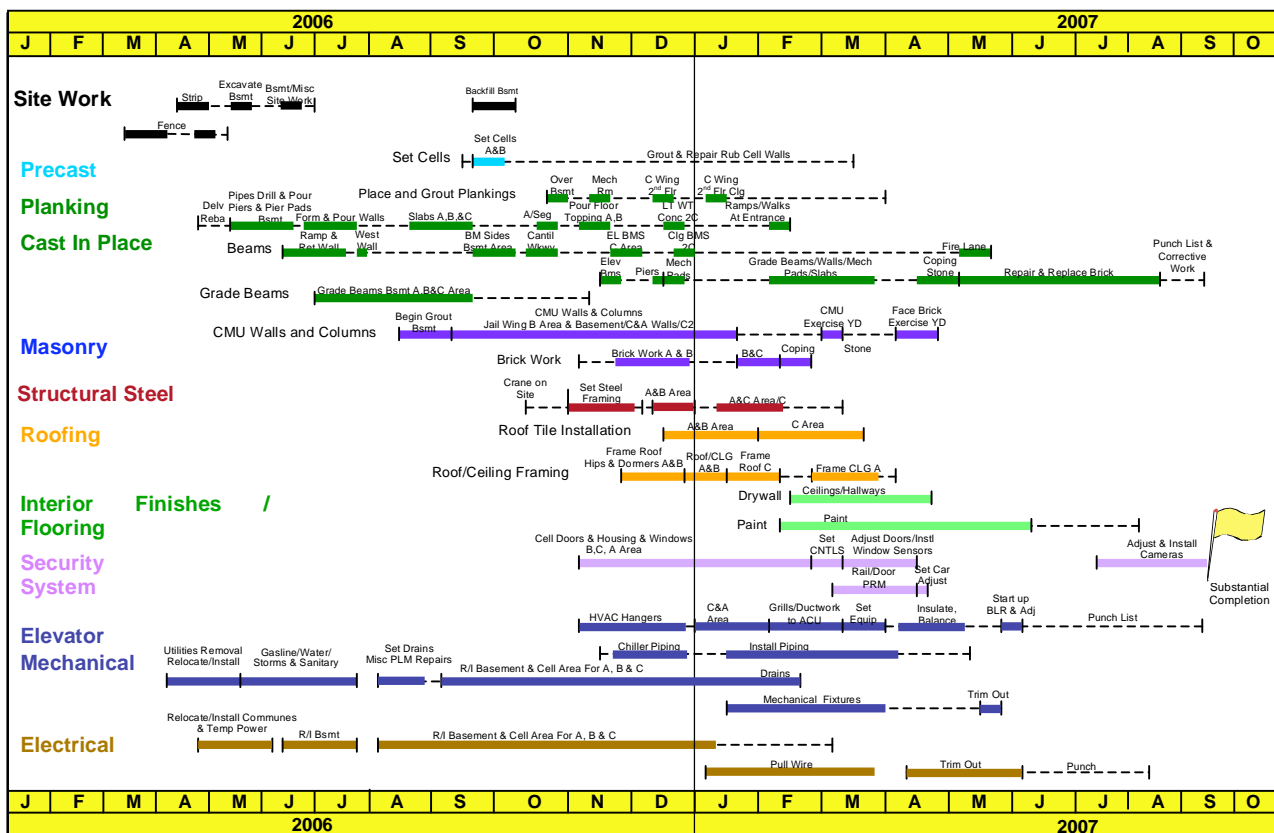 2006 2007
J F M A M J J A S O N D J F M A M J J A S O
Site Work
Strip
Excavate
Bsmt
Bsmt/Misc
Site Work
Backfill Bsmt
Fence
Precast
Set Cells
Set Cells
A&B
Grout & Repair Rub Cell Walls
Planking
Place and Grout Plankings
Over
Bsmt
Mech
Rm
C Wing
2nd Flr
C Wing
2nd Flr Clg
Cast In Place
Delv
Reba
Pipes Drill & Pour
Piers & Pier Pads
Bsmt
Form & Pour Walls
Slabs A,B,&C
A/Seg
Pour Floor
Topping A,B
LT WT
Conc 2C
Ramps/Walks
At Entrance
Beams
Ramp &
Ret Wall
West
Wall
BM Sides
Bsmt Area
Cantil
Wkwy
EL BMS
C Area
Clg BMS
2C
Fire Lane
Elev
Bms
Piers
Mech
Pads
Grade Beams/Walls/Mech
Pads/Slabs
Coping
Stone
Repair & Replace Brick
Punch List &
Corrective
Work
Grade Beams
Grade Beams Bsmt A,B&C Area
Masonry
CMU Walls and Columns
Begin Grout
Bsmt
CMU Walls & Columns
Jail Wing B Area & Basement/C&A Walls/C2
CMU
Exercise YD
Face Brick
Exercise YD
Brick Work
Brick Work A & B
B&C
Coping
Stone
Structural Steel
Crane on
Site
Set Steel
Framing
A&B Area
A&C Area/C
Roofing
Roof Tile Installation
A&B Area
C Area
Roof/Ceiling Framing
Frame Roof
Hips & Dormers A&B
Roof/CLG
A&B
Frame
Roof C
Frame CLG A
Interior Finishes /
Flooring
Drywall
Ceilings/Hallways
Paint
Paint
Security
System
Cell Doors & Housing & Windows
B,C, A Area
Set
CNTLS
Adjust Doors/Instl
Window Sensors
Adjust & Install
Cameras
Rail/Door
PRM
Set Car
Adjust
Substantial
Completion
Elevator
HVAC Hangers
C&A
Area
Grills/Ductwork
to ACU
Set
Equip
Insulate,
Balance
Start up
BLR & Adj
Punch List
Mechanical
Chiller Piping
Install Piping
Utilities Removal
Relocate/Install
Gasline/Water/
Storms & Sanitary
Set Drains
Misc PLM Repairs
R/I Basement & Cell Area For A, B & C
Drains
Mechanical Fixtures
Trim Out
Electrical
Relocate/Install Communes
& Temp Power
R/I Bsmt
R/I Basement & Cell Area For A, B & C
Pull Wire
Trim Out
Punch
J F M A M J J A S O N D J F M A M J J A S O
2006 2007